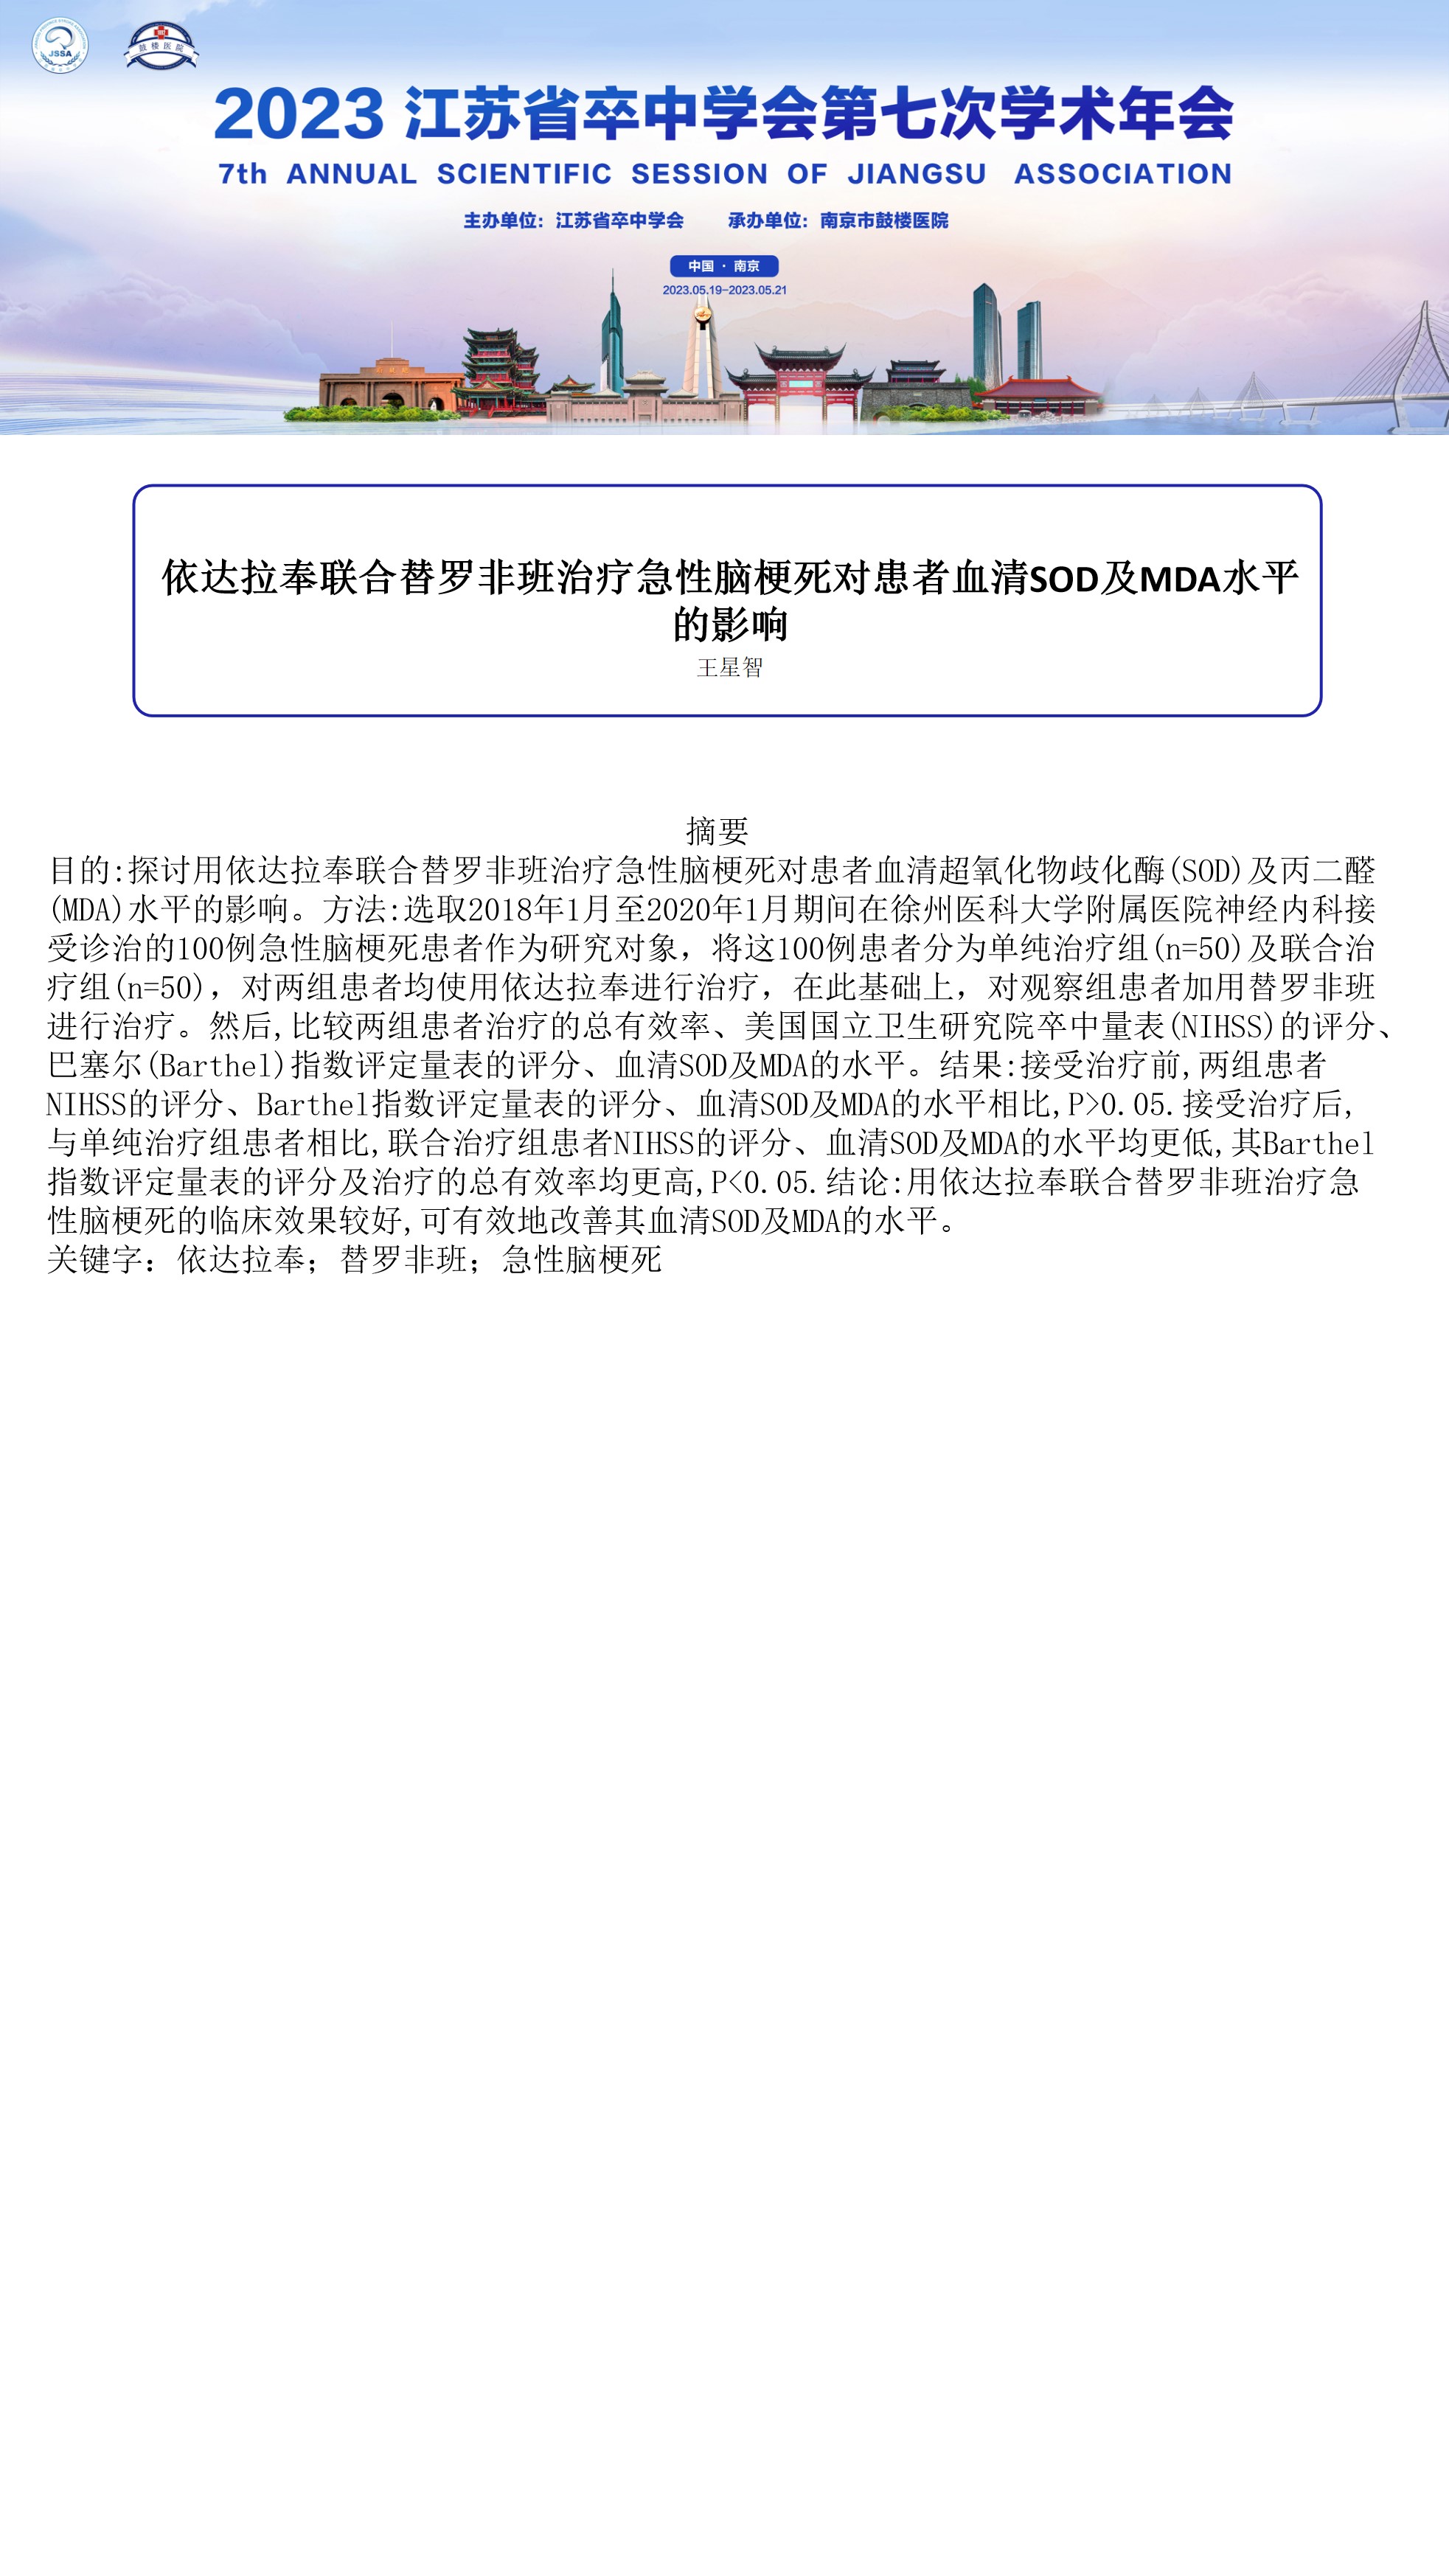 JSSA
鼓楼医院
2023 江苏省卒中学会第七次学术年会
7th ANNUAL SCIENTIFIC SESSION OF JIANGSU ASSOCIATION
主办单位：江苏省卒中学会 承办单位：南京市鼓楼医院
中国 · 南京
2023.05.19-2023.05.21
依达拉奉联合替罗非班治疗急性脑梗死对患者血清SOD及MDA水平
的影响
王星智
摘要
目的:探讨用依达拉奉联合替罗非班治疗急性脑梗死对患者血清超氧化物歧化酶(SOD)及丙二醛
(MDA)水平的影响。方法:选取2018年1月至2020年1月期间在徐州医科大学附属医院神经内科接
受诊治的100例急性脑梗死患者作为研究对象，将这100例患者分为单纯治疗组(n=50)及联合治
疗组(n=50)，对两组患者均使用依达拉奉进行治疗，在此基础上，对观察组患者加用替罗非班
进行治疗。然后,比较两组患者治疗的总有效率、美国国立卫生研究院卒中量表(NIHSS)的评分、
巴塞尔(Barthel)指数评定量表的评分、血清SOD及MDA的水平。结果:接受治疗前,两组患者
NIHSS的评分、Barthel指数评定量表的评分、血清SOD及MDA的水平相比,P>0.05.接受治疗后,
与单纯治疗组患者相比,联合治疗组患者NIHSS的评分、血清SOD及MDA的水平均更低,其Barthel
指数评定量表的评分及治疗的总有效率均更高,P<0.05.结论:用依达拉奉联合替罗非班治疗急
性脑梗死的临床效果较好,可有效地改善其血清SOD及MDA的水平。
关键字：依达拉奉；替罗非班；急性脑梗死